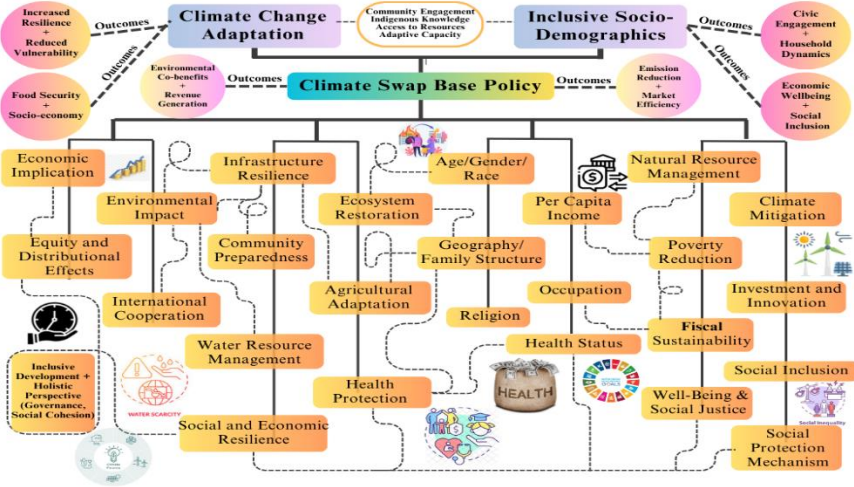 Increased
Resilience
+
Reduced
Vulnerability
Outcomes
Outcomes
Climate Change
Adaptation
Community Engagement
Indigenous Knowledge
Access to Resources
Adaptive Capacity
Inclusive Socio-
Demographics
Outcomes
Outcomes
Civic
Engagement
+
Household
Dynamics
Food Security
+
Socio-economy
Environmental
Co-benefits
+
Revenue
Generation
Outcomes
Climate Swap Base Policy
Outcomes
Emission
Reduction
+
Market
Efficiency
Economic
Wellbeing
+
Social
Inclusion
Economic
Implication
Infrastructure
Resilience
Age/Gender/
Race
Natural Resource
Management
Environmental
Impact
Ecosystem
Restoration
Per Capita
Income
Climate
Mitigation
Equity and
Distributional
Effects
Community
Preparedness
Geography/
Family Structure
Poverty
Reduction
International
Cooperation
Agricultural
Adaptation
Religion
Occupation
Investment and
Innovation
Water Resource
Management
Health Status
Fiscal
Sustainability
Inclusive
Development +
Holistic
Perspective
(Governance,
Social Cohesion)
WATER SCARCITY
Health
Protection
HEALTH
GOALS
Social Inclusion
Well-Being &
Social Justice
Social Inequality
Social and Economic
Resilience
Social
Protection
Mechanism